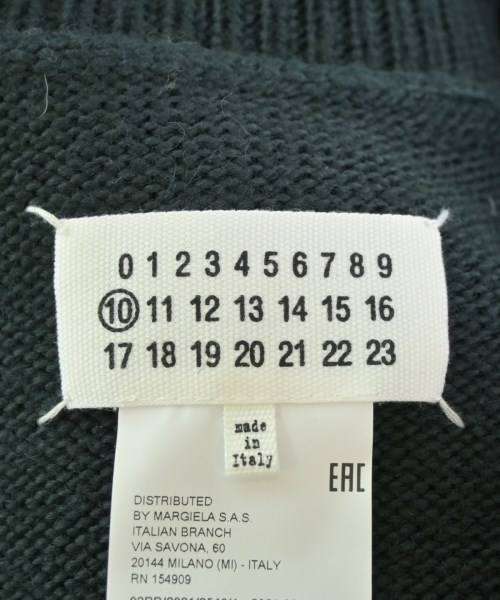 0 1 2 3 4 5 6 7 8 9
10 11 12 13 14 15 16
17 18 19 20 21 22 23
made
in
Italy
EAC
DISTRIBUTED
BY MARGIELA S.A.S.
ITALIAN BRANCH
VIA SAVONA, 60
20144 MILANO (MI) - ITALY
RN 154909